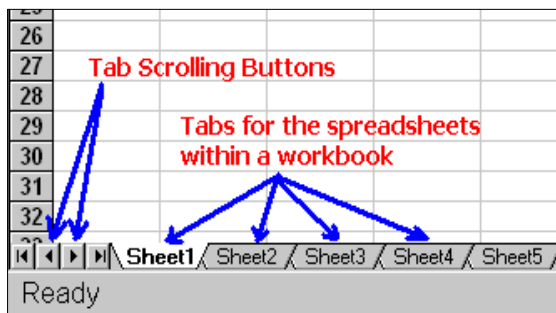 26
27
Tab Scrolling Buttons
28
29
Tabs for the spreadsheets
30
within a workbook
31
32
Sheet1 Sheet2 Sheet3 Sheet4 Sheet5
Ready